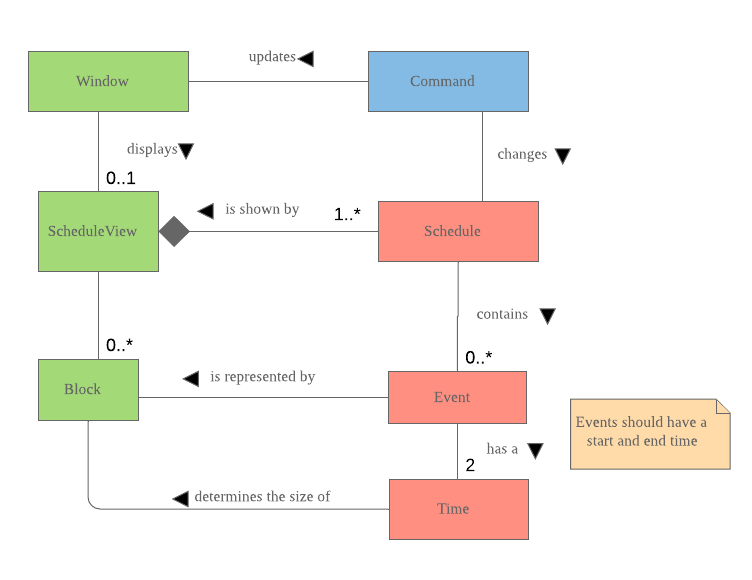 updates
Window
Command
displays
changes
0..1
is shown by
1..*
ScheduleView
Schedule
contains
0..*
0..*
is represented by
Block
Event
Events should have a
start and end time
has a
2
determines the size of
Time